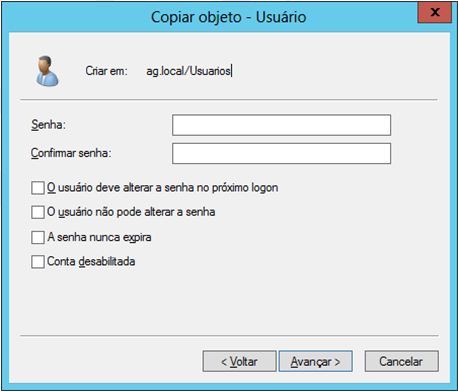 Copiar objeto - Usuário
x
Criar em: ag.local/Usuarios
Senha:
Confirmar senha:
O usuário deve alterar a senha no próximo logon
O usuário não pode alterar a senha
A senha nunca expira
Conta desabilitada
< Voltar Avançar > Cancelar